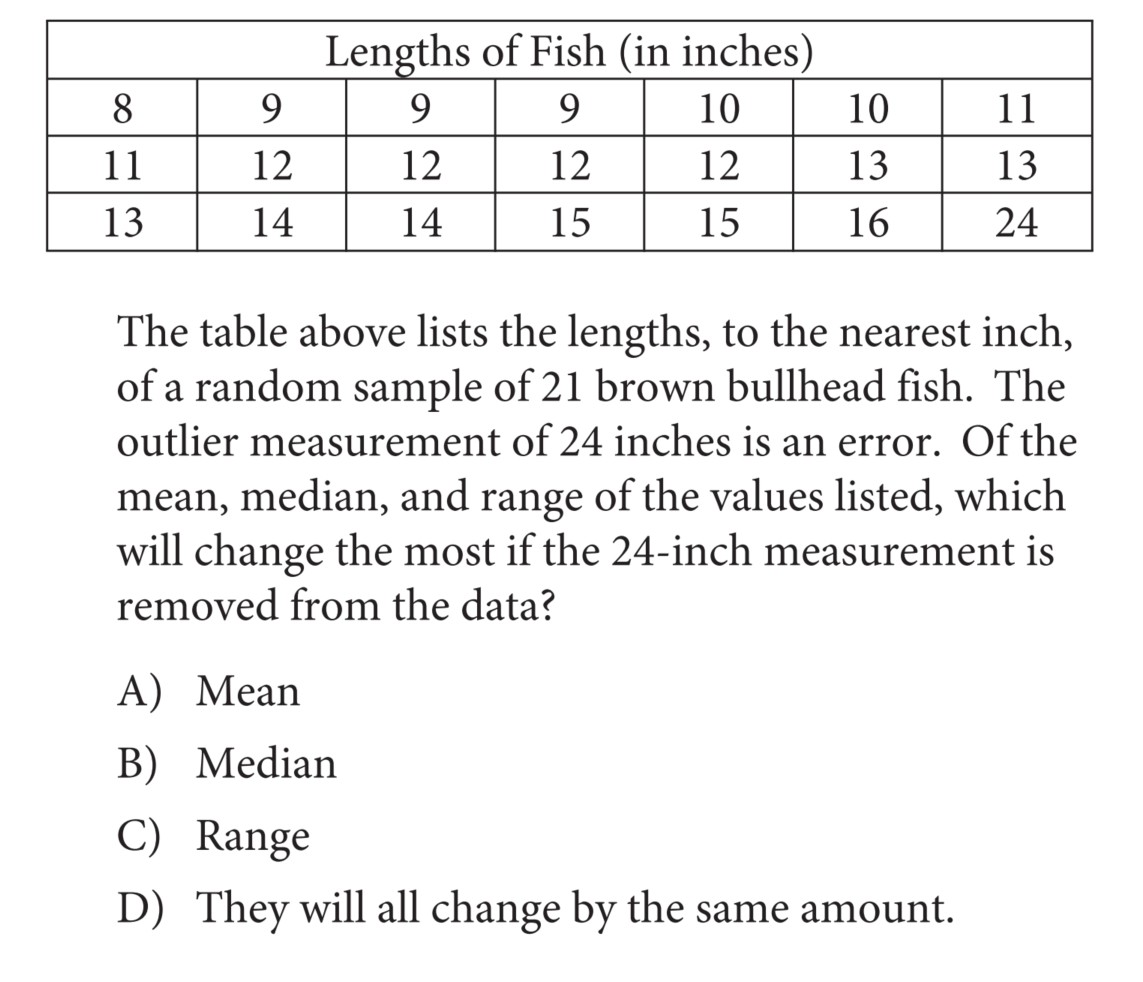 Lengths of Fish (in inches)
8 9 9 9 10 10 11
11 12 12 12 12 13 13
13 14 14 15 15 16 24
The table above lists the lengths, to the nearest inch,
of a random sample of 21 brown bullhead fish. The
outlier measurement of 24 inches is an error. Of the
mean, median, and range of the values listed, which
will change the most if the 24-inch measurement is
removed from the data?
A) Mean
B) Median
C) Range
D) They will all change by the same amount.